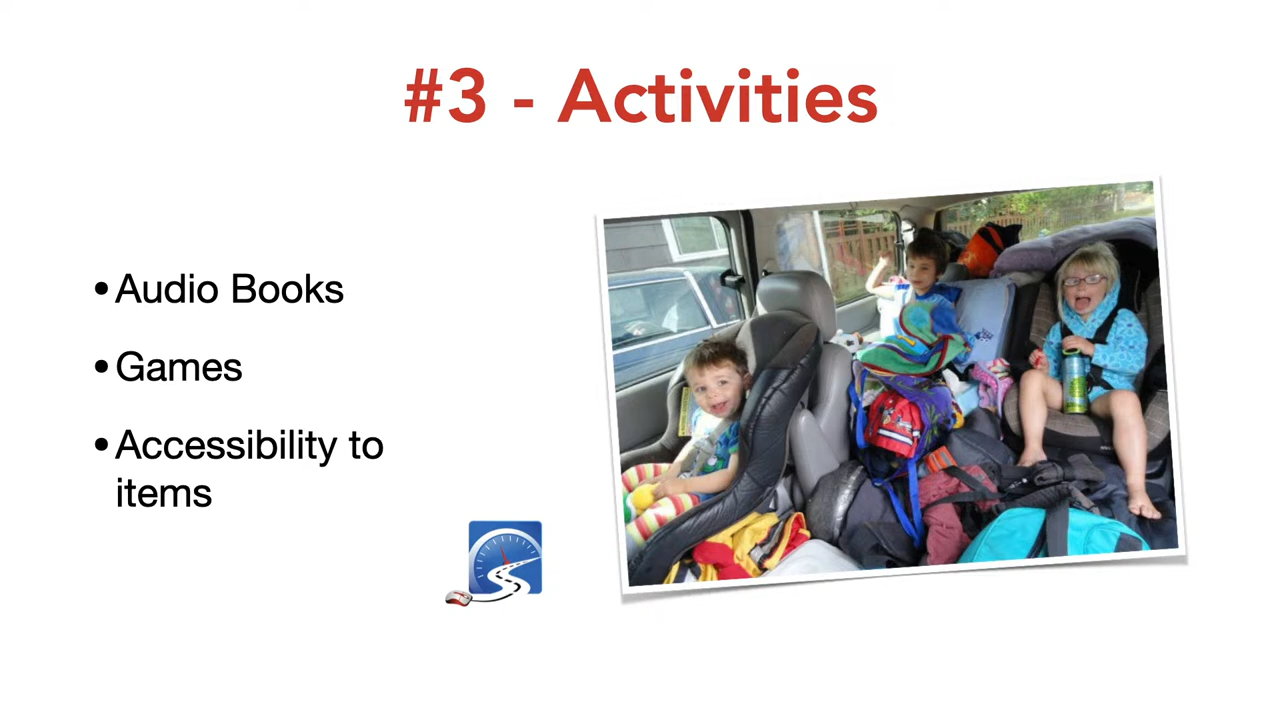 #3 - Activities
• Audio Books
• Games
• Accessibility to
items